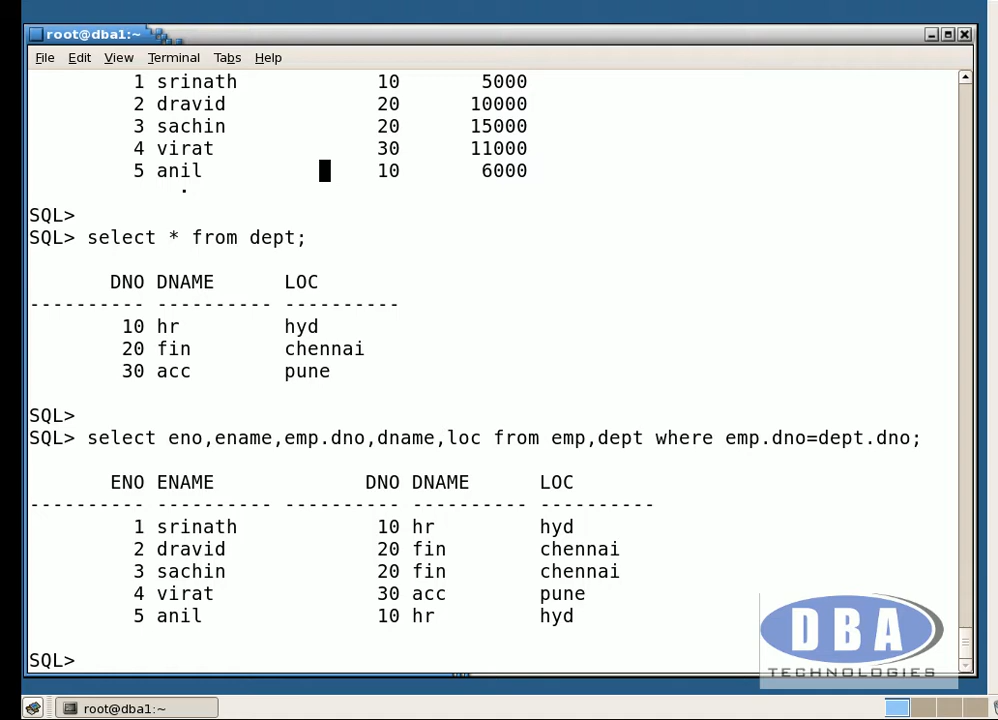 root@dba1:~
File Edit View Terminal Tabs Help
1 srinath 10 5000
2 dravid 20 10000
3 sachin 20 15000
4 virat 30 11000
5 anil 10 6000
SQL>
SQL> select * from dept;
DNO DNAME LOC
---------- ---------- ----------
10 hr hyd
20 fin chennai
30 acc pune
SQL>
SQL> select eno,ename,emp.dno,dname,loc from emp,dept where emp.dno=dept.dno;
ENO ENAME DNO DNAME LOC
---------- ---------- ---------- ---------- ----------
1 srinath 10 hr hyd
2 dravid 20 fin chennai
3 sachin 20 fin chennai
4 virat 30 acc pune
5 anil 10 hr hyd
SQL>
DBA
TECHNOLOGIES
root@dba1:~